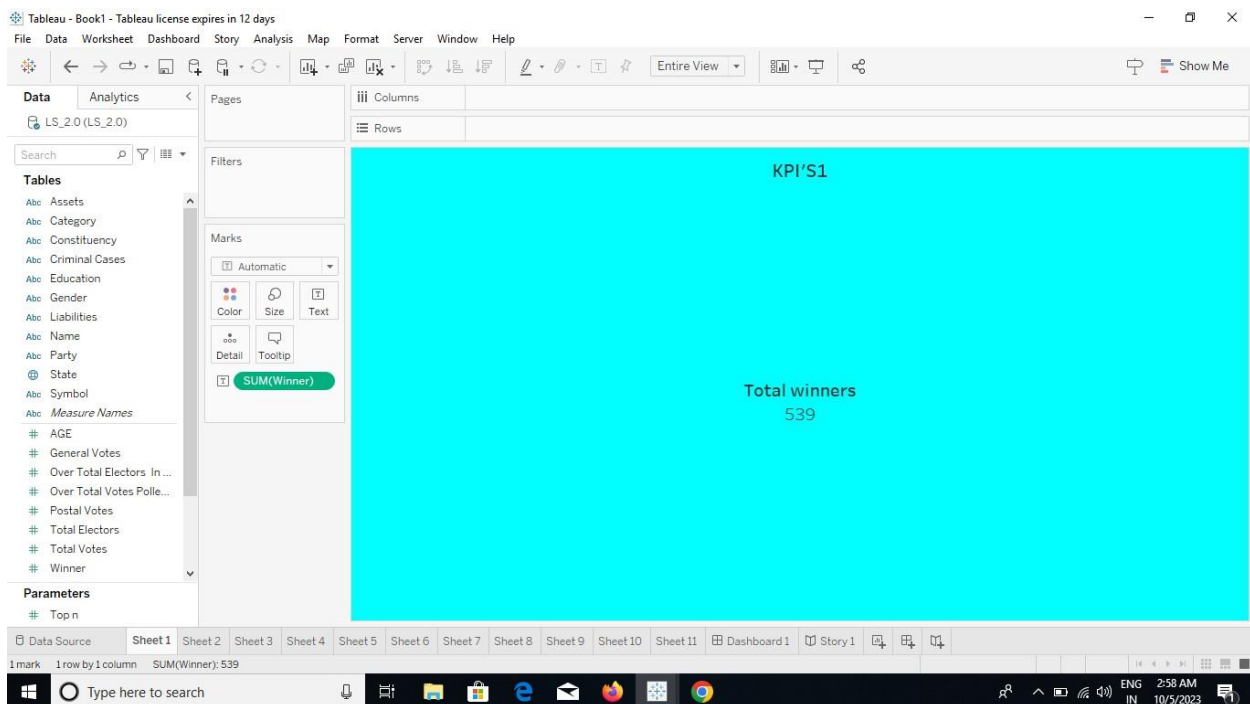 Tableau - Book1 - Tableau license expires in 12 days
File Data Worksheet Dashboard Story Analysis Map Format Server Window Help
Entire View
Show Me
Data Analytics
LS_2.0 (LS_2.0)
Search
Tables
Abc Assets
Abc Category
Abc Constituency
Abc Criminal Cases
Abc Education
Abc Gender
Abc Liabilities
Abc Name
Abc Party
State
Abc Symbol
Abc Measure Names
# AGE
# General Votes
# Over Total Electors In ...
# Over Total Votes Polle...
# Postal Votes
# Total Electors
# Total Votes
# Winner
Parameters
# Top n
Pages
Filters
Marks
Automatic
Color Size Text
Detail Tooltip
SUM(Winner)
Columns
Rows
KPI'S1
Total winners
539
Data Source Sheet 1 Sheet 2 Sheet 3 Sheet 4 Sheet 5 Sheet 6 Sheet 7 Sheet 8 Sheet 9 Sheet 10 Sheet 11 Dashboard 1 Story 1
1 mark 1 row by 1 column SUM(Winner): 539
Type here to search
ENG
IN
2:58 AM
10/5/2023
1